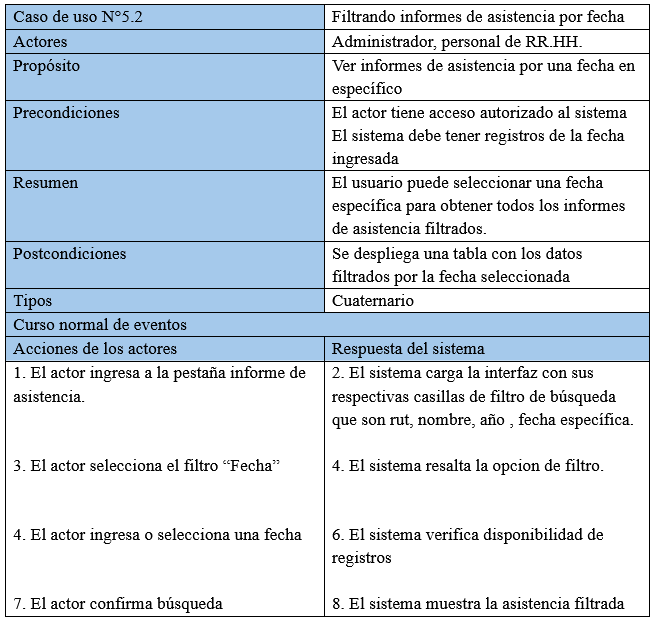 Caso de uso N°5.2
Filtrando informes de asistencia por fecha
Actores
Administrador, personal de RR.HH.
Propósito
Ver informes de asistencia por una fecha en
específico
Precondiciones
El actor tiene acceso autorizado al sistema
El sistema debe tener registros de la fecha
ingresada
Resumen
El usuario puede seleccionar una fecha
específica para obtener todos los informes
de asistencia filtrados.
Postcondiciones
Se despliega una tabla con los datos
filtrados por la fecha seleccionada
Tipos
Cuaternario
Curso normal de eventos
Acciones de los actores
Respuesta del sistema
1. El actor ingresa a la pestaña informe de
asistencia.
2. El sistema carga la interfaz con sus
respectivas casillas de filtro de búsqueda
que son rut, nombre, año , fecha específica.
3. El actor selecciona el filtro “Fecha”
4. El sistema resalta la opcion de filtro.
4. El actor ingresa o selecciona una fecha
6. El sistema verifica disponibilidad de
registros
7. El actor confirma búsqueda
8. El sistema muestra la asistencia filtrada